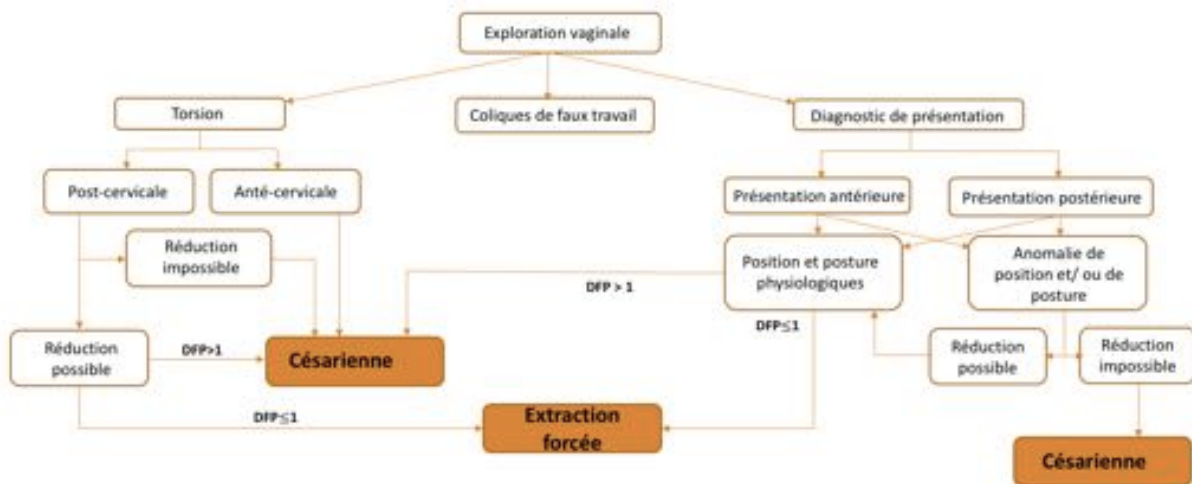 Exploration vaginale
Torsion
Coliques de faux travail
Diagnostic de présentation
Post-cervicale
Anté-cervicale
Présentation antérieure
Présentation postérieure
Réduction
impossible
Position et posture
physiologiques
Anomalie de
position et/ ou de
posture
DFP > 1
DFP≤1
Réduction
possible
DFP>1
Césarienne
Réduction
possible
Réduction
impossible
DFP≤1
Extraction
forcée
Césarienne